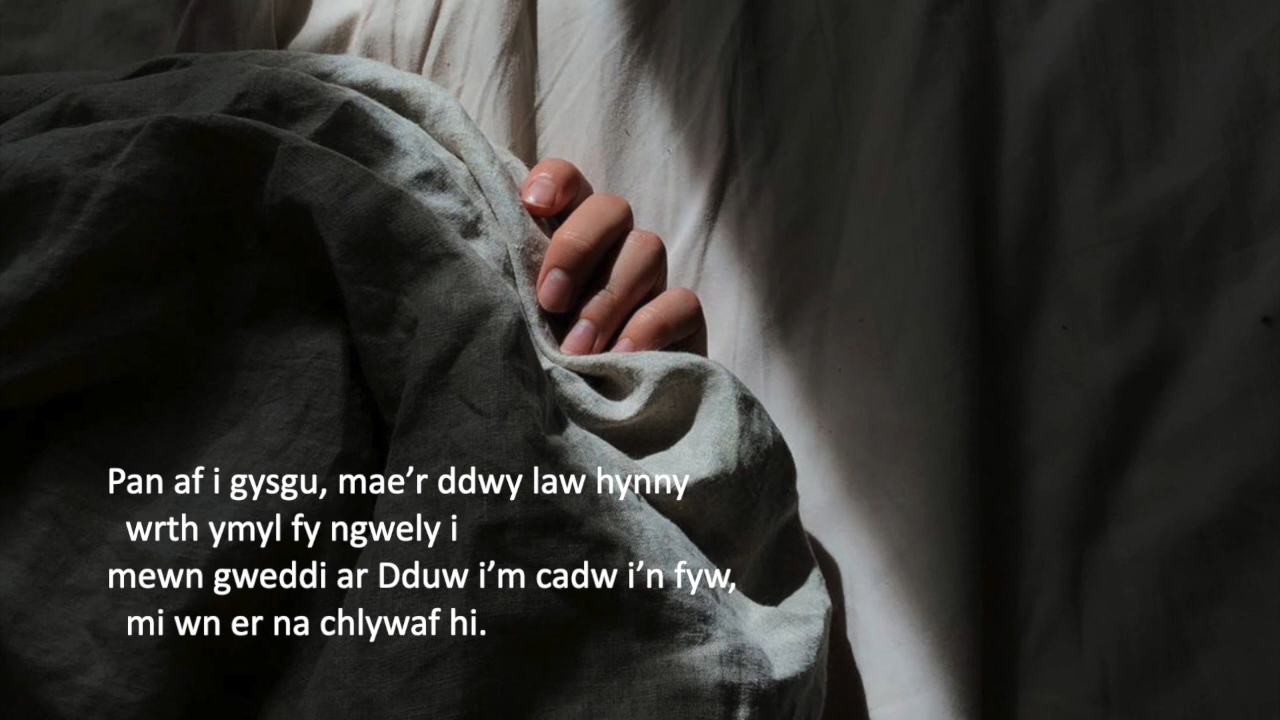 Pan af i gysgu, mae’r ddwy law hynny
wrth ymyl fy ngwely i
mewn gweddi ar Dduw i’m cadw i’n fyw,
mi wn er na chlywaf hi.